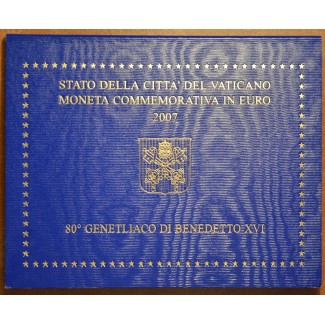 STATO DELLA CITTA' DEL VATICANO
MONETA COMMEMORATIVA IN EURO
2007
80° GENETLIACO DI BENEDETTO XVI